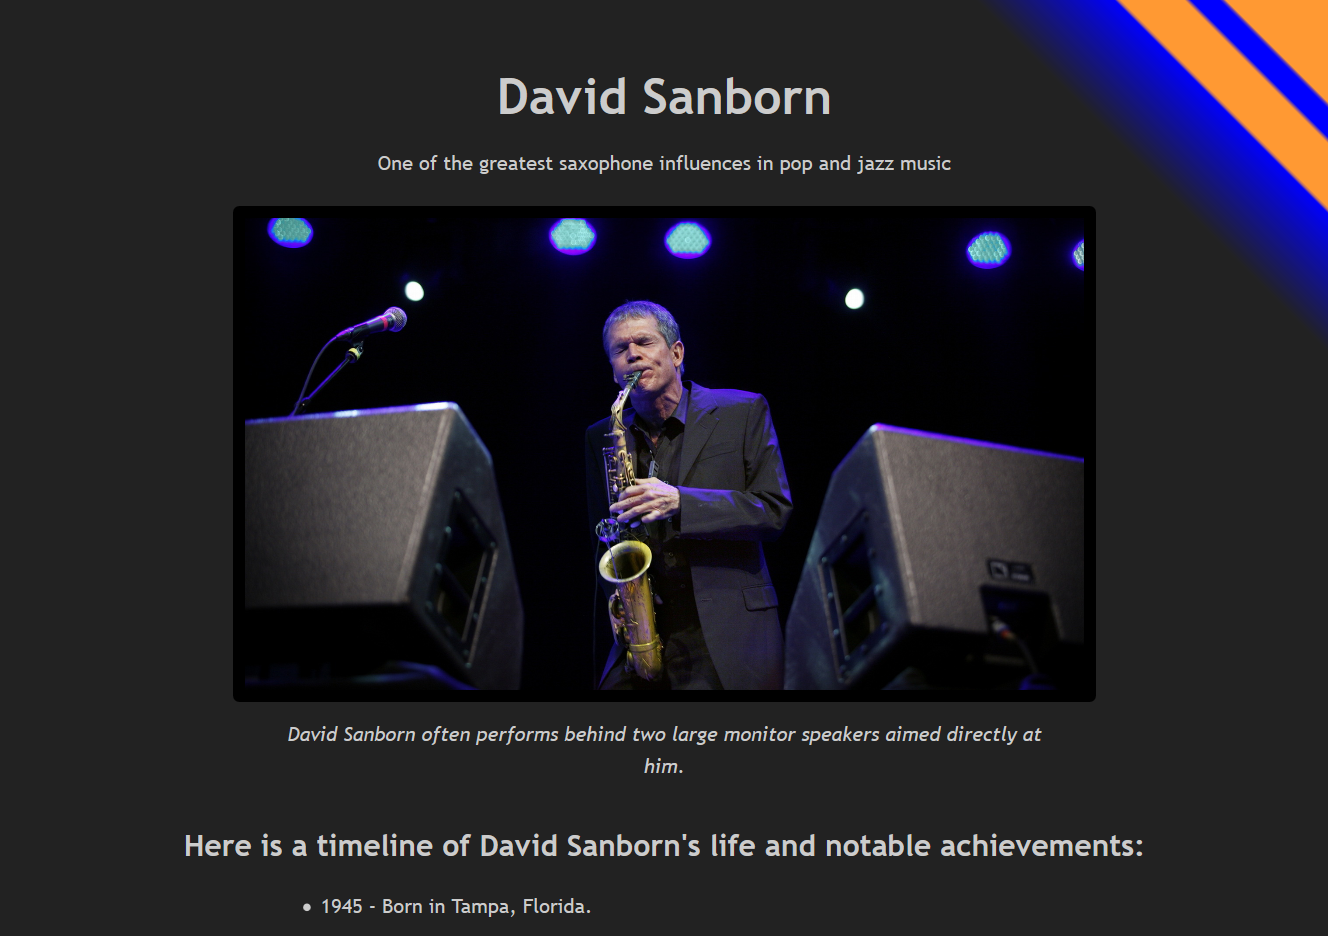 David Sanborn
One of the greatest saxophone influences in pop and jazz music
David Sanborn often performs behind two large monitor speakers aimed directly at
him.
Here is a timeline of David Sanborn's life and notable achievements:
• 1945 - Born in Tampa, Florida.